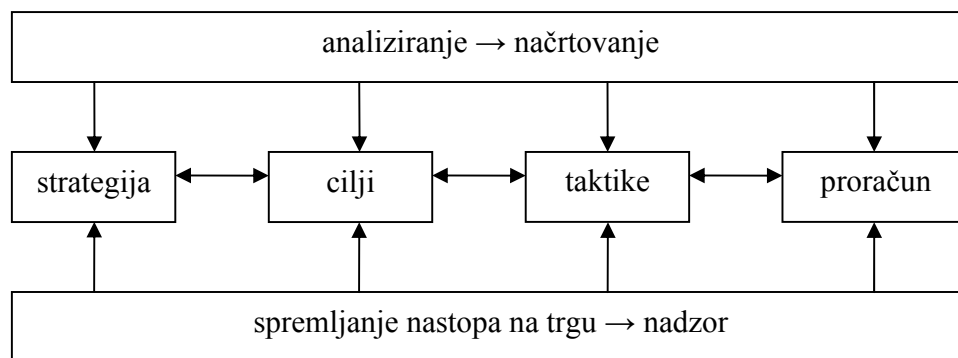 analiziranje → načrtovanje
strategija
cilji
taktike
proračun
spremljanje nastopa na trgu → nadzor